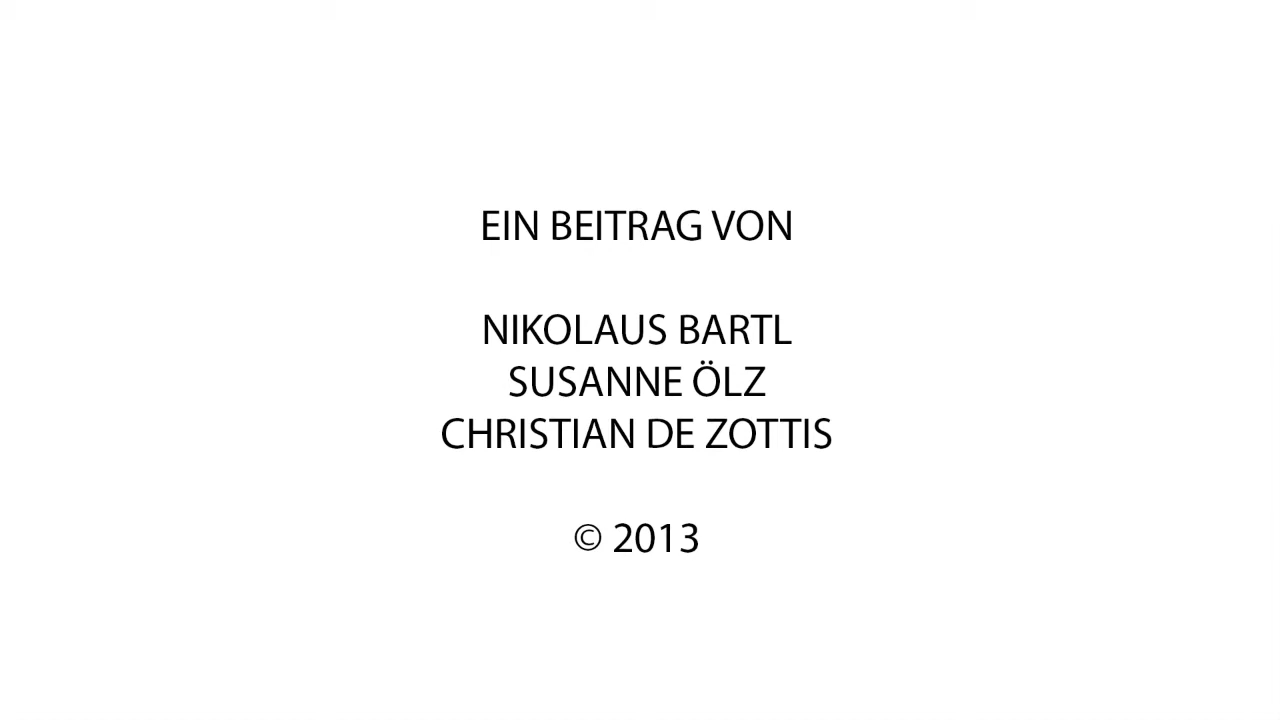 EIN BEITRAG VON
NIKOLAUS BARTL
SUSANNE ÖLZ
CHRISTIAN DE ZOTTIS
© 2013